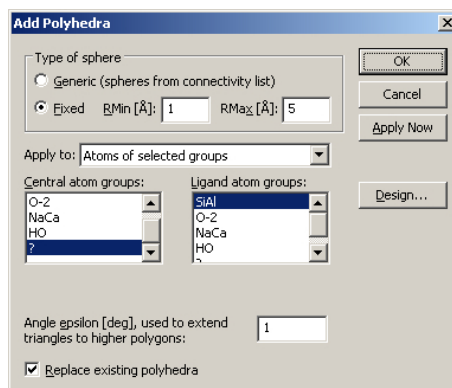 Add Polyhedra
Type of sphere
Generic (spheres from connectivity list)
Fixed RMin [Å]: 1 RMax [Å]: 5
OK
Cancel
Apply Now
Apply to: Atoms of selected groups
Central atom groups:
O-2
NaCa
HO
?
Ligand atom groups:
SiAl
O-2
NaCa
HO
Design...
Angle epsilon [deg], used to extend
triangles to higher polygons:
1
Replace existing polyhedra